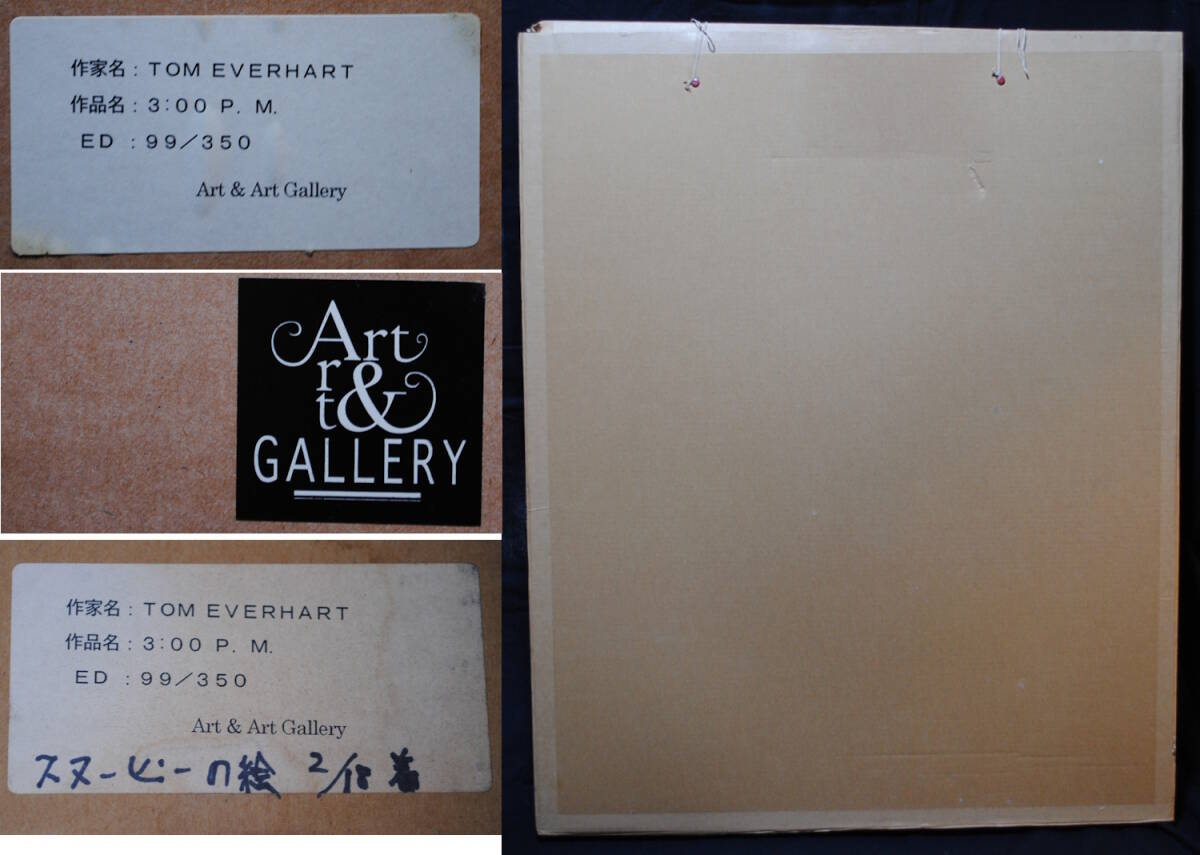 作家名 : TOM EVERHART
作品名 : 3:00 P. M.
ED : 99/350
Art & Art Gallery
Art
rt&
GALLERY
作家名 : TOM EVERHART
作品名 : 3:00 P. M.
ED : 99/350
Art & Art Gallery
スヌーピーの絵 2/18着